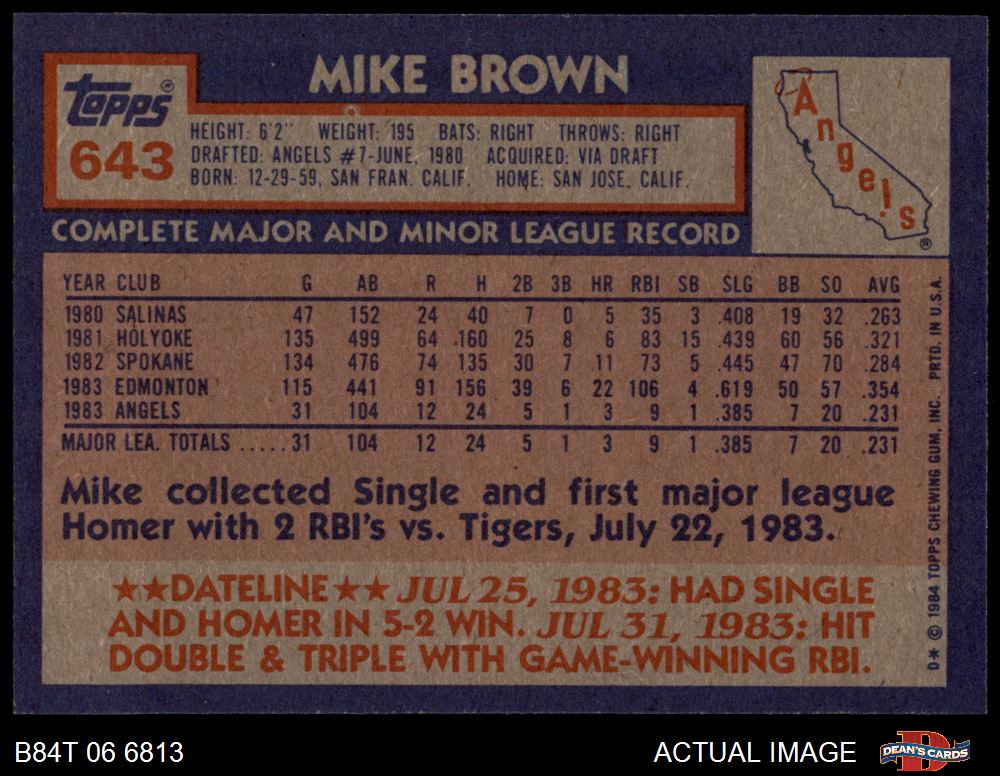 MIKE BROWN
Topps®
643
HEIGHT: 6'2" WEIGHT: 195 BATS: RIGHT THROWS: RIGHT
DRAFTED: ANGELS #7-JUNE, 1980 ACQUIRED: VIA DRAFT
BORN: 12-29-59, SAN FRAN. CALIF. HOME: SAN JOSE, CALIF.
Angels
®
COMPLETE MAJOR AND MINOR LEAGUE RECORD
YEAR CLUB G AB R H 2B 3B HR RBI SB SLG BB SO AVG
1980 SALINAS 47 152 24 40 7 0 5 35 3 .408 19 32 .263
1981 HOLYOKE 135 499 64 160 25 8 6 83 15 .439 60 56 .321
1982 SPOKANE 134 476 74 135 30 7 11 73 5 .445 47 70 .284
1983 EDMONTON 115 441 91 156 39 6 22 106 4 .619 50 57 .354
1983 ANGELS 31 104 12 24 5 1 3 9 1 .385 7 20 .231
MAJOR LEA. TOTALS .....31 104 12 24 5 1 3 9 1 .385 7 20 .231
Mike collected Single and first major league
Homer with 2 RBI's vs. Tigers, July 22, 1983.
★★DATELINE★★ JUL 25, 1983: HAD SINGLE
AND HOMER IN 5-2 WIN. JUL 31, 1983: HIT
DOUBLE & TRIPLE WITH GAME-WINNING RBI.
D* © 1984 TOPPS CHEWING GUM, INC. PRTD. IN U.S.A.
B84T 06 6813
ACTUAL IMAGE
D
DEAN'S CARDS